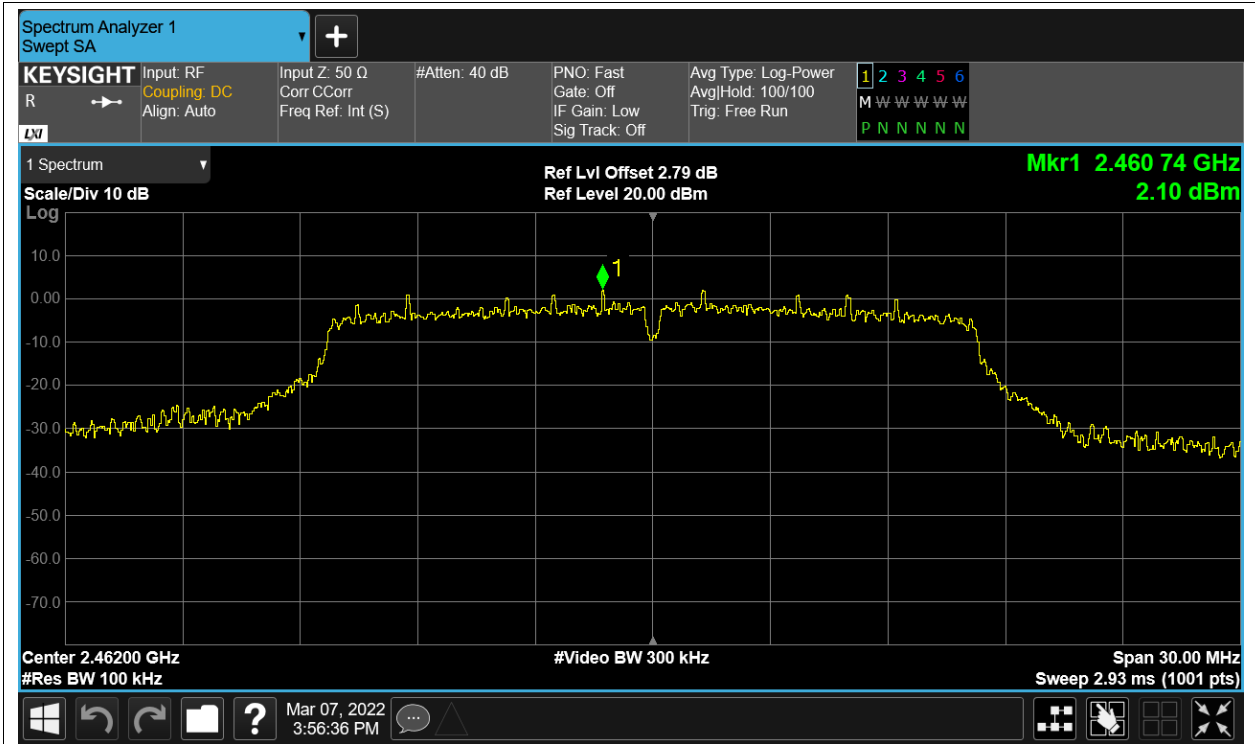 Spectrum Analyzer 1
Swept SA
+
KEYSIGHT
R
LXI
Input: RF
Coupling: DC
Align: Auto
Input Z: 50 Ω
Corr CCorr
Freq Ref: Int (S)
#Atten: 40 dB
PNO: Fast
Gate: Off
IF Gain: Low
Sig Track: Off
Avg Type: Log-Power
Avg|Hold: 100/100
Trig: Free Run
1 2 3 4 5 6
M W W W W W
P N N N N N
1 Spectrum
Scale/Div 10 dB
Log
Ref Lvl Offset 2.79 dB
Ref Level 20.00 dBm
Mkr1 2.460 74 GHz
2.10 dBm
1
10.0
0.00
-10.0
-20.0
-30.0
-40.0
-50.0
-60.0
-70.0
Center 2.46200 GHz
#Res BW 100 kHz
#Video BW 300 kHz
Span 30.00 MHz
Sweep 2.93 ms (1001 pts)
?
Mar 07, 2022
3:56:36 PM